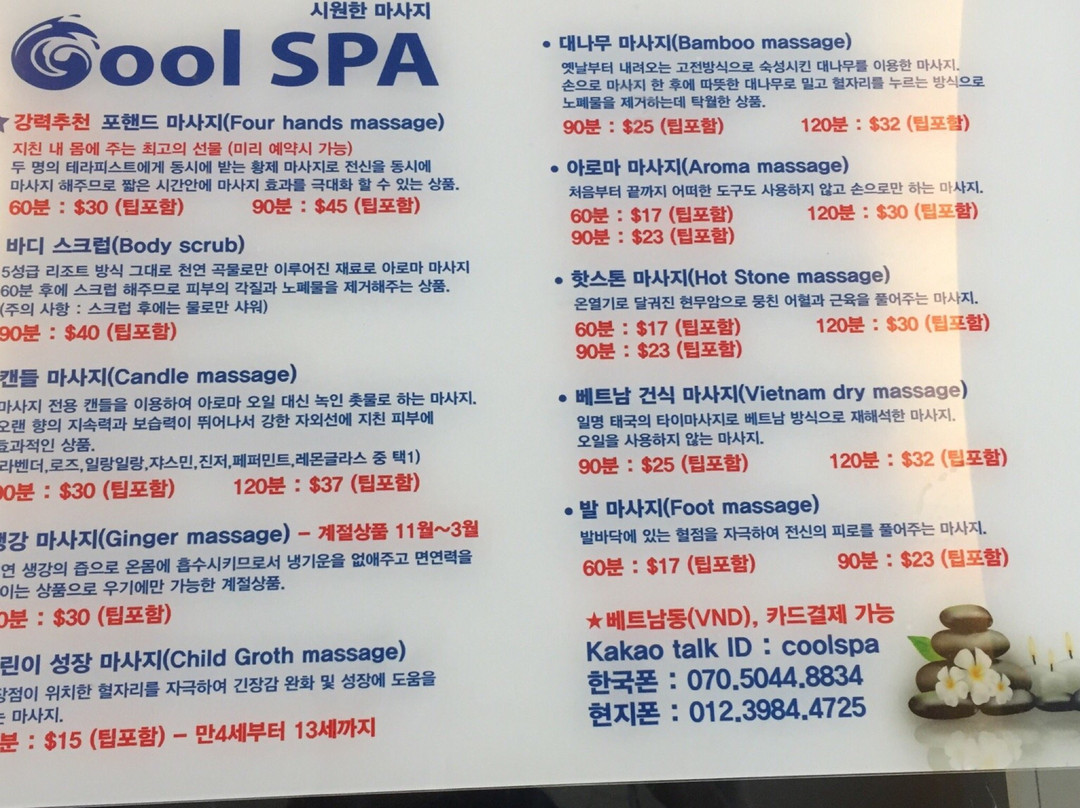 시원한 마사지
Cool SPA
★강력추천 포핸드 마사지(Four hands massage)
지친 내 몸에 주는 최고의 선물 (미리 예약시 가능)
두 명의 테라피스트에게 동시에 받는 황제 마사지로 전신을 동시에
마사지 해주므로 짧은 시간안에 마사지 효과를 극대화 할 수 있는 상품.
60분 : $30 (팁포함) 90분 : $45 (팁포함)
바디 스크럽(Body scrub)
5성급 리조트 방식 그대로 천연 곡물로만 이루어진 재료로 아로마 마사지
60분 후에 스크럽 해주므로 피부의 각질과 노폐물을 제거해주는 상품.
(주의 사항 : 스크럽 후에는 물로만 샤워)
90분 : $40 (팁포함)
캔들 마사지(Candle massage)
마사지 전용 캔들을 이용하여 아로마 오일 대신 녹인 촛물로 하는 마사지.
오랜 향의 지속력과 보습력이 뛰어나서 강한 자외선에 지친 피부에
효과적인 상품.
라벤더,로즈,일랑일랑,쟈스민,진저,페퍼민트,레몬글라스 중 택1)
90분 : $30 (팁포함) 120분 : $37 (팁포함)
생강 마사지(Ginger massage) – 계절상품 11월~3월
연 생강의 즙으로 온몸에 흡수시키므로서 냉기운을 없애주고 면연력을
이는 상품으로 우기에만 가능한 계절상품.
0분 : $30 (팁포함)
린이 성장 마사지(Child Groth massage)
장점이 위치한 혈자리를 자극하여 긴장감 완화 및 성장에 도움을
는 마사지.
분 : $15 (팁포함) – 만4세부터 13세까지
• 대나무 마사지(Bamboo massage)
옛날부터 내려오는 고전방식으로 숙성시킨 대나무를 이용한 마사지.
손으로 마사지 한 후에 따뜻한 대나무로 밀고 혈자리를 누르는 방식으로
노폐물을 제거하는데 탁월한 상품.
90분 : $25 (팁포함) 120분 : $32 (팁포함)
• 아로마 마사지(Aroma massage)
처음부터 끝까지 어떠한 도구도 사용하지 않고 손으로만 하는 마사지.
60분 : $17 (팁포함) 120분 : $30 (팁포함)
90분 : $23 (팁포함)
• 핫스톤 마사지(Hot Stone massage)
온열기로 달궈진 현무암으로 뭉친 어혈과 근육을 풀어주는 마사지.
60분 : $17 (팁포함) 120분 : $30 (팁포함)
90분 : $23 (팁포함)
• 베트남 건식 마사지(Vietnam dry massage)
일명 태국의 타이마사지로 베트남 방식으로 재해석한 마사지.
오일을 사용하지 않는 마사지.
90분 : $25 (팁포함) 120분 : $32 (팁포함)
• 발 마사지(Foot massage)
발바닥에 있는 혈점을 자극하여 전신의 피로를 풀어주는 마사지.
60분 : $17 (팁포함) 90분 : $23 (팁포함)
★베트남동(VND), 카드결제 가능
Kakao talk ID : coolspa
한국폰 : 070.5044.8834
현지폰 : 012.3984.4725